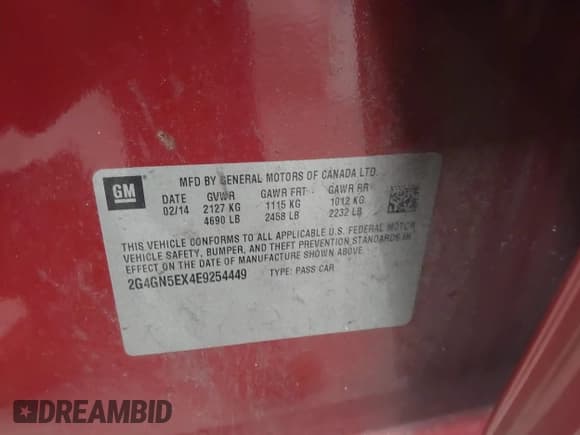 GM
MFD BY GENERAL MOTORS OF CANADA LTD.
DATE GVWR GAWR FRT GAWR RR
02/14 2127 KG 1115 KG 1012 KG
4690 LB 2458 LB 2232 LB
THIS VEHICLE CONFORMS TO ALL APPLICABLE U.S. FEDERAL MOTOR
VEHICLE SAFETY, BUMPER, AND THEFT PREVENTION STANDARDS IN
EFFECT ON THE DATE OF MANUFACTURE SHOWN ABOVE.
2G4GN5EX4E9254449 TYPE: PASS CAR
DREAMBID